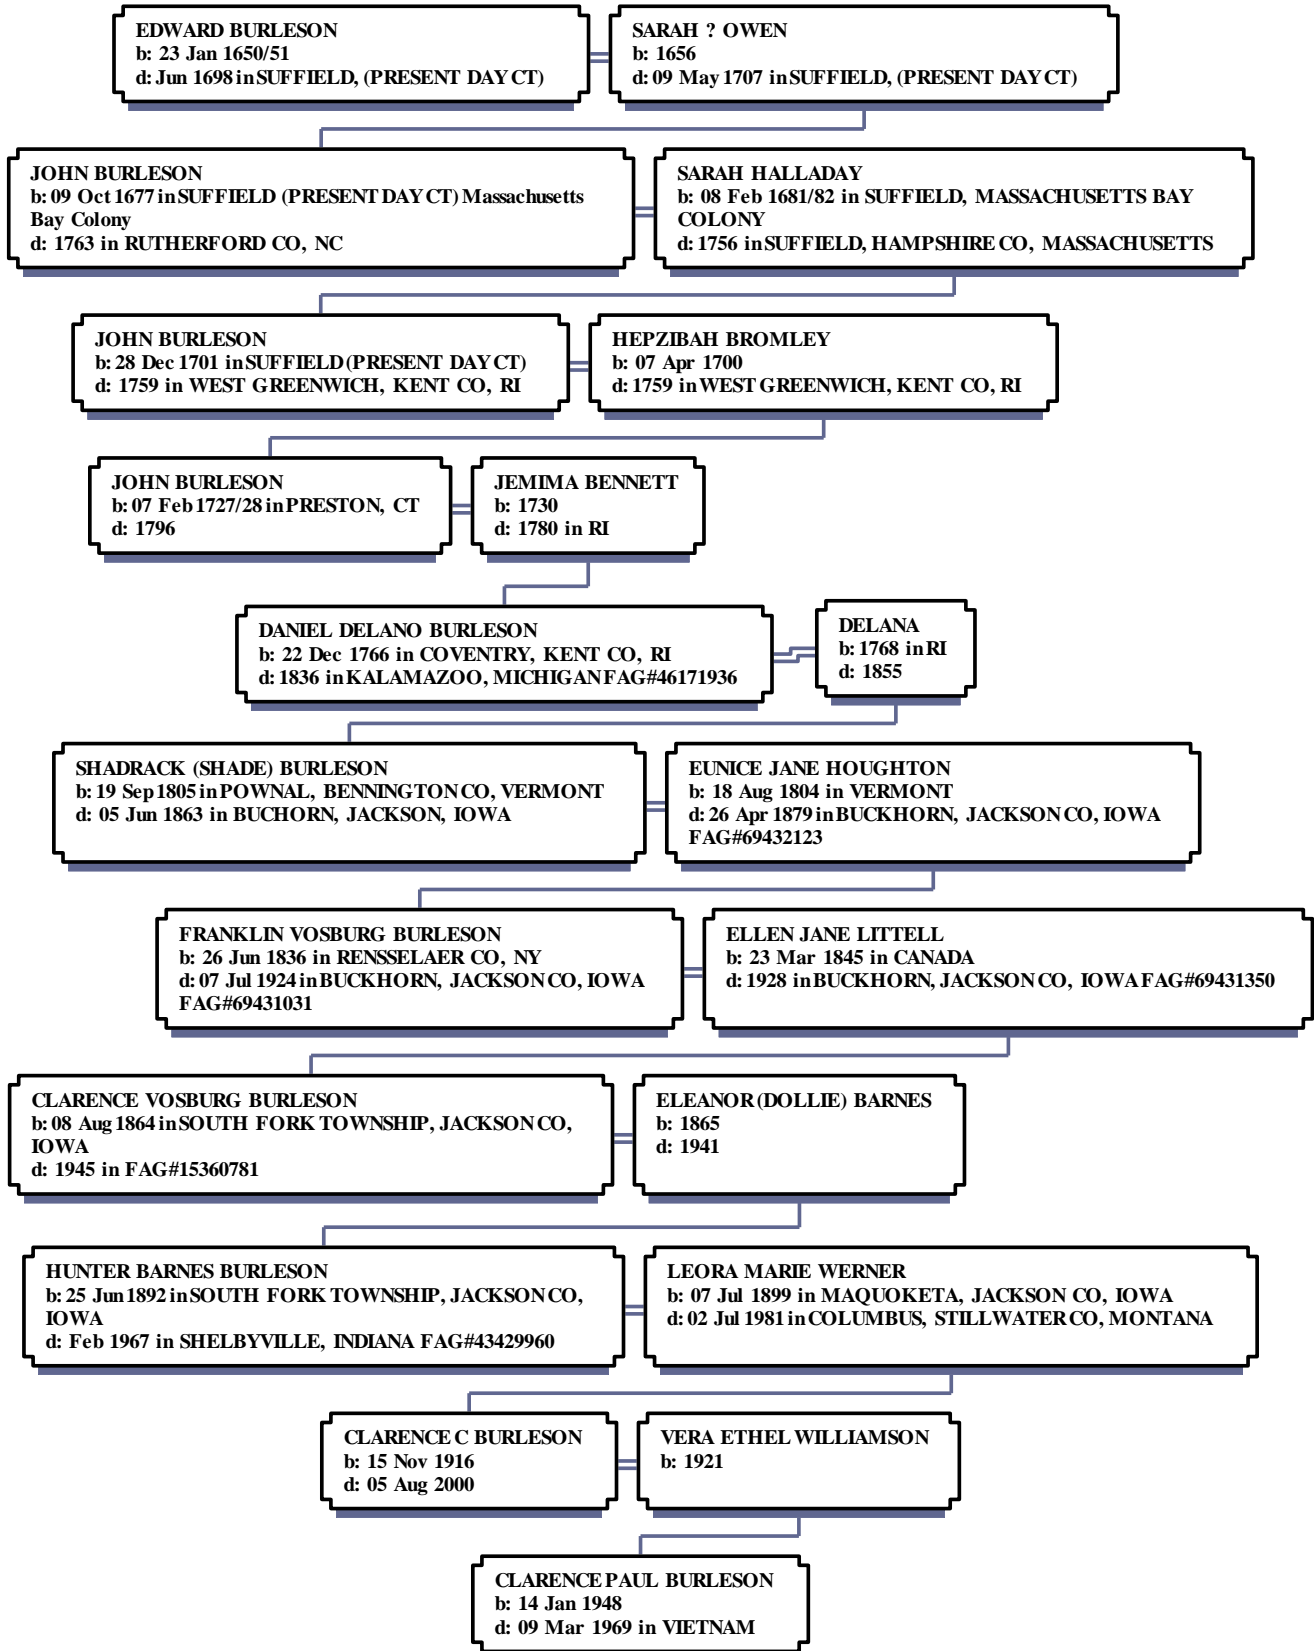 EDWARD BURLESON
b: 23 Jan 1650/51
d: Jun 1698 in SUFFIELD, (PRESENT DAY CT)
SARAH ? OWEN
b: 1656
d: 09 May 1707 in SUFFIELD, (PRESENT DAY CT)
JOHN BURLESON
b: 09 Oct 1677 in SUFFIELD (PRESENT DAY CT) Massachusetts
Bay Colony
d: 1763 in RUTHERFORD CO, NC
SARAH HALLADAY
b: 08 Feb 1681/82 in SUFFIELD, MASSACHUSETTS BAY
COLONY
d: 1756 in SUFFIELD, HAMPSHIRE CO, MASSACHUSETTS
JOHN BURLESON
b: 28 Dec 1701 in SUFFIELD (PRESENT DAY CT)
d: 1759 in WEST GREENWICH, KENT CO, RI
HEPZIBAH BROMLEY
b: 07 Apr 1700
d: 1759 in WEST GREENWICH, KENT CO, RI
JOHN BURLESON
b: 07 Feb 1727/28 in PRESTON, CT
d: 1796
JEMIMA BENNETT
b: 1730
d: 1780 in RI
DANIEL DELANO BURLESON
b: 22 Dec 1766 in COVENTRY, KENT CO, RI
d: 1836 in KALAMAZOO, MICHIGAN FAG#46171936
DELANA
b: 1768 in RI
d: 1855
SHADRACK (SHADE) BURLESON
b: 19 Sep 1805 in POWNAL, BENNINGTON CO, VERMONT
d: 05 Jun 1863 in BUCHORN, JACKSON, IOWA
EUNICE JANE HOUGHTON
b: 18 Aug 1804 in VERMONT
d: 26 Apr 1879 in BUCKHORN, JACKSON CO, IOWA
FAG#69432123
FRANKLIN VOSBURG BURLESON
b: 26 Jun 1836 in RENSSELAER CO, NY
d: 07 Jul 1924 in BUCKHORN, JACKSON CO, IOWA
FAG#69431031
ELLEN JANE LITTELL
b: 23 Mar 1845 in CANADA
d: 1928 in BUCKHORN, JACKSON CO, IOWA FAG#69431350
CLARENCE VOSBURG BURLESON
b: 08 Aug 1864 in SOUTH FORK TOWNSHIP, JACKSON CO,
IOWA
d: 1945 in FAG#15360781
ELEANOR (DOLLIE) BARNES
b: 1865
d: 1941
HUNTER BARNES BURLESON
b: 25 Jun 1892 in SOUTH FORK TOWNSHIP, JACKSON CO,
IOWA
d: Feb 1967 in SHELBYVILLE, INDIANA FAG#43429960
LEORA MARIE WERNER
b: 07 Jul 1899 in MAQUOKETA, JACKSON CO, IOWA
d: 02 Jul 1981 in COLUMBUS, STILLWATER CO, MONTANA
CLARENCE C BURLESON
b: 15 Nov 1916
d: 05 Aug 2000
VERA ETHEL WILLIAMSON
b: 1921
CLARENCE PAUL BURLESON
b: 14 Jan 1948
d: 09 Mar 1969 in VIETNAM